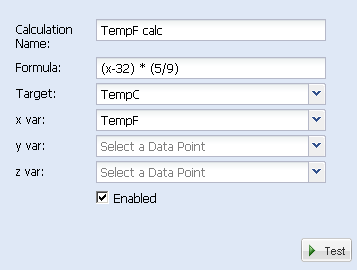 Calculation Name: TempF calc
Formula: (x-32) * (5/9)
Target: TempC
x var: TempF
y var: Select a Data Point
z var: Select a Data Point
Enabled
Test